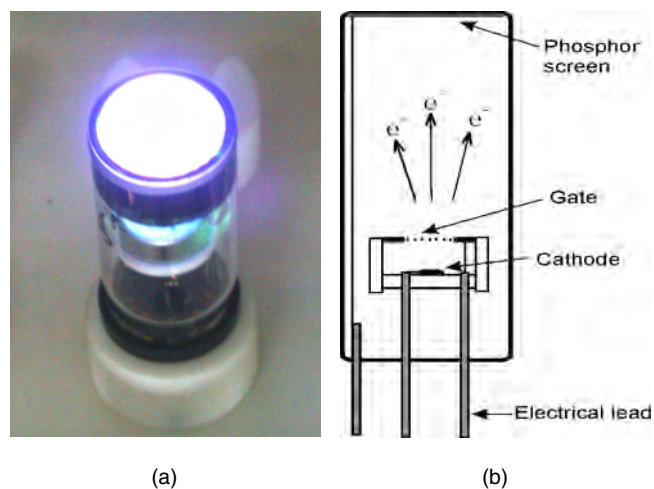 Phosphor
screen
e⁻ e⁻ e⁻
Gate
Cathode
Electrical lead
(a) (b)